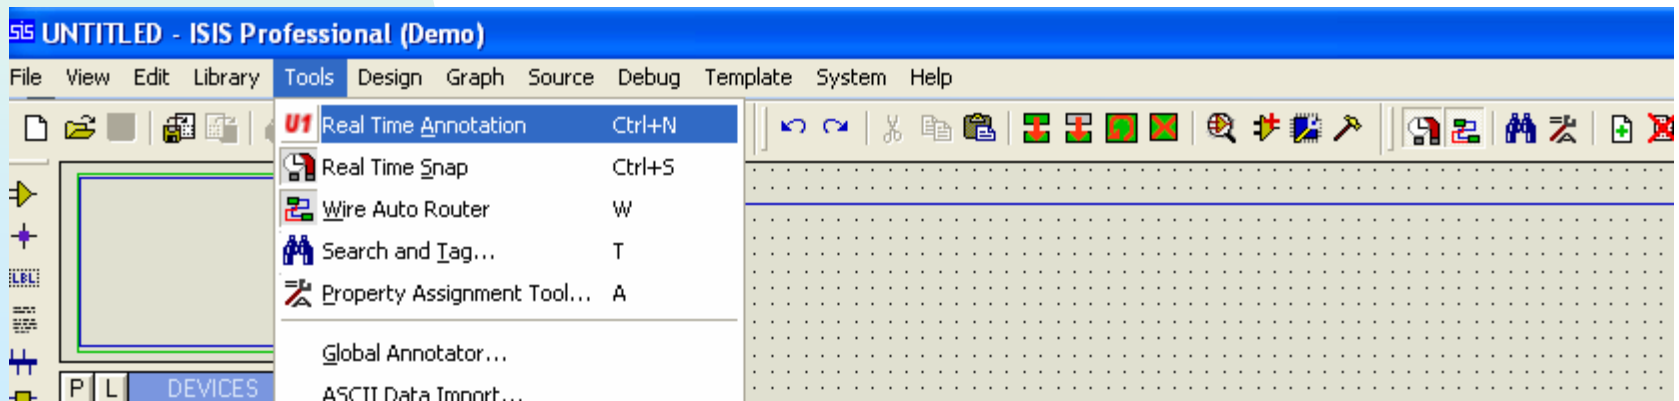 sis UNTITLED - ISIS Professional (Demo)
File View Edit Library Tools Design Graph Source Debug Template System Help
U1 Real Time Annotation Ctrl+N
Real Time Snap Ctrl+S
Wire Auto Router W
Search and Tag... T
Property Assignment Tool... A
Global Annotator...
ASCII Data Import...
LBL
P L DEVICES